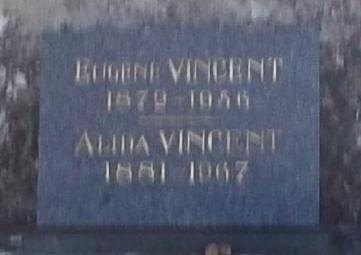 EUGENE VINCENT
1872-1956
ALIDA VINCENT
1881-1967